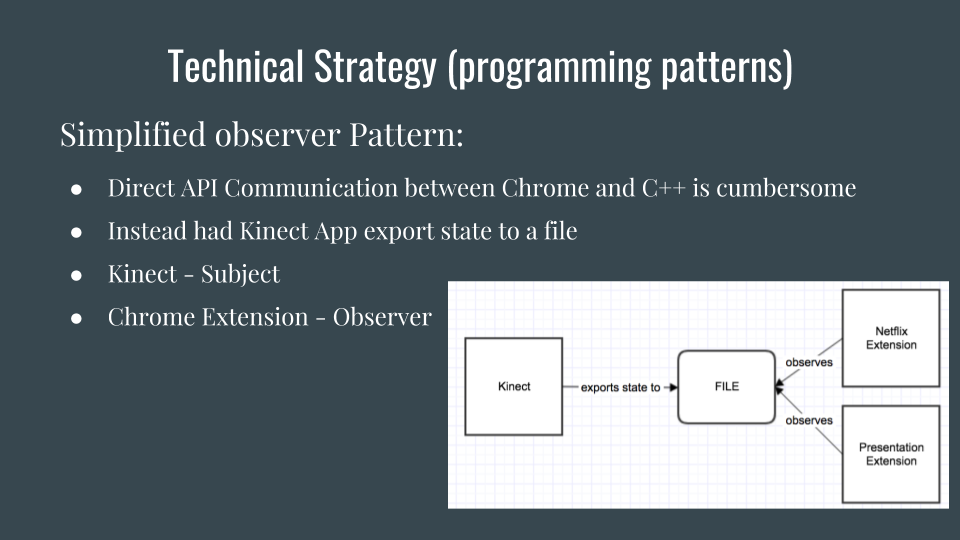 Technical Strategy (programming patterns)
Simplified observer Pattern:
● Direct API Communication between Chrome and C++ is cumbersome
● Instead had Kinect App export state to a file
● Kinect - Subject
● Chrome Extension - Observer
Kinect
exports state to
FILE
observes
observes
Netflix
Extension
Presentation
Extension